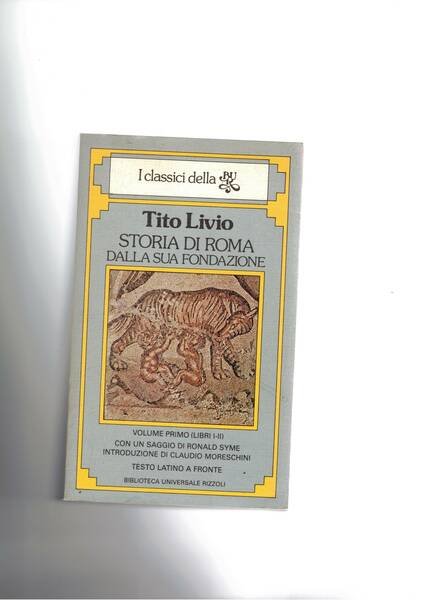 I classici della BUR
Tito Livio
STORIA DI ROMA
DALLA SUA FONDAZIONE
VOLUME PRIMO (LIBRI I-II)
CON UN SAGGIO DI RONALD SYME
INTRODUZIONE DI CLAUDIO MORESCHINI
TESTO LATINO A FRONTE
BIBLIOTECA UNIVERSALE RIZZOLI